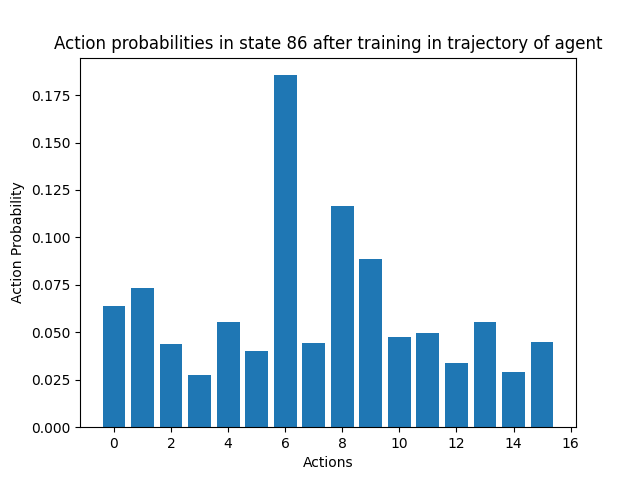 Action probabilities in state 86 after training in trajectory of agent
0.175
0.150
0.125
0.100
0.075
0.050
0.025
0.000
Action Probability
0 2 4 6 8 10 12 14 16
Actions